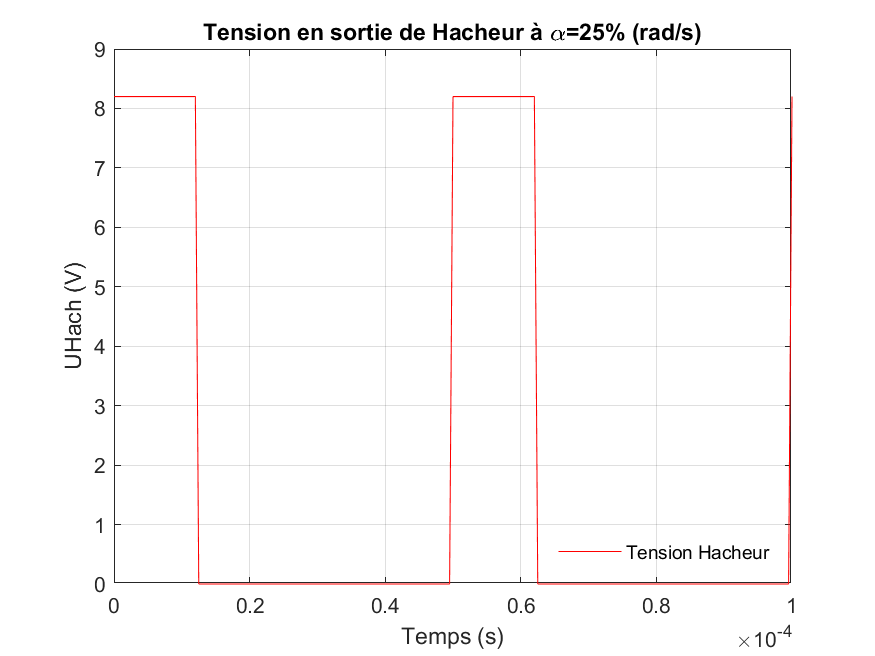 Tension en sortie de Hacheur à α=25% (rad/s)
9
8
7
6
5
4
3
2
1
0
UHach (V)
Tension Hacheur
0 0.2 0.4 0.6 0.8 1
Temps (s)
×10⁻⁴